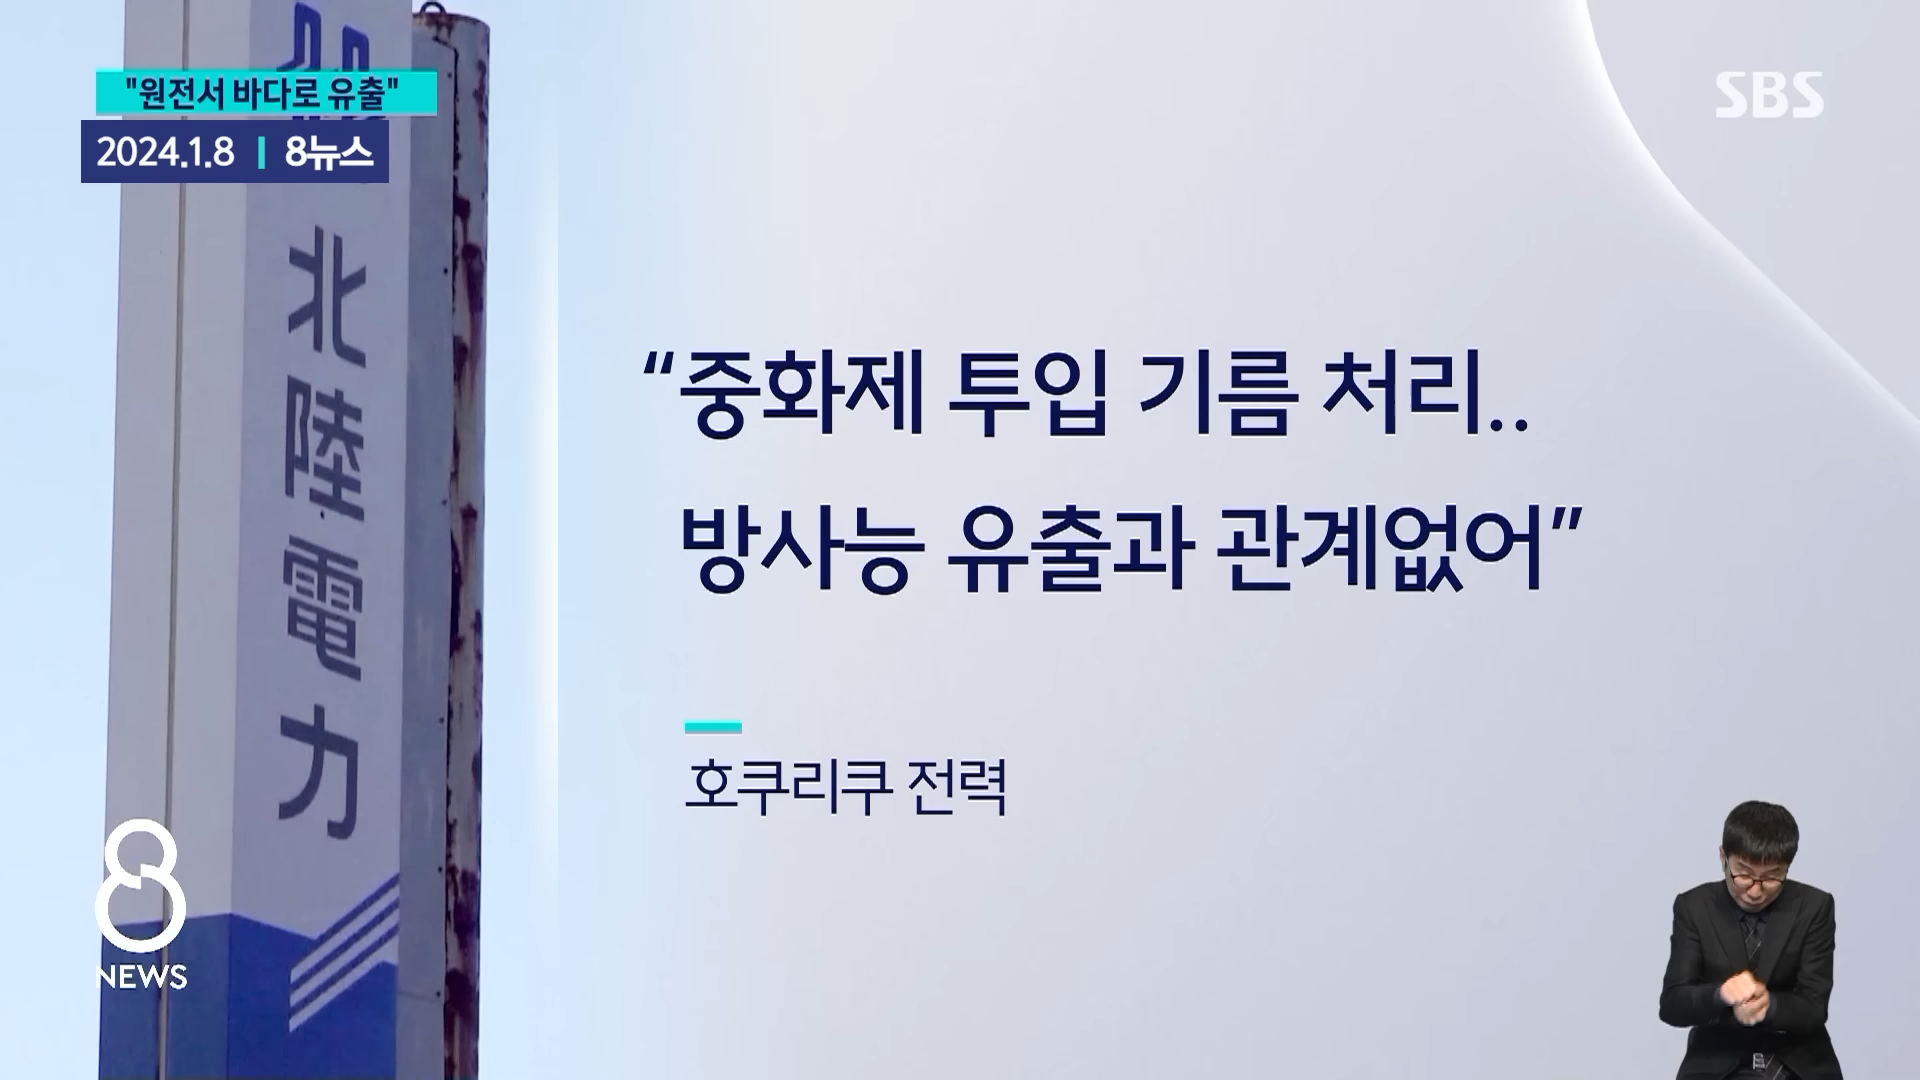 "원전서 바다로 유출"
SBS
2024.1.8 | 8뉴스
北陸電力
“중화제 투입 기름 처리..
방사능 유출과 관계없어”
호쿠리쿠 전력
8
NEWS